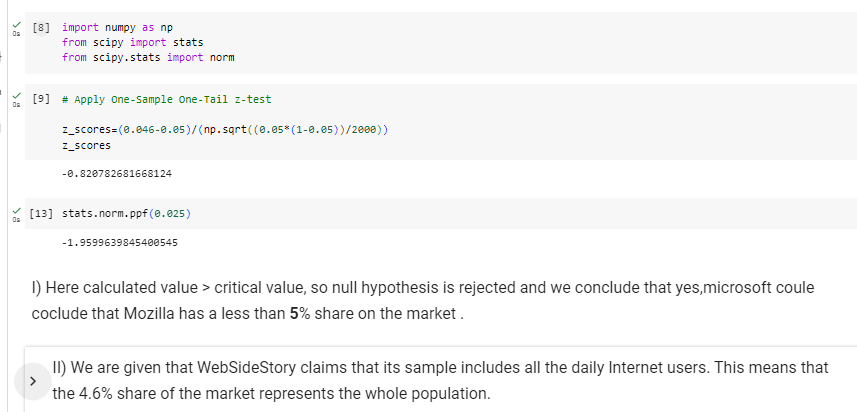 [8] import numpy as np
from scipy import stats
from scipy.stats import norm
0s
[9] # Apply One-Sample One-Tail z-test
0s
z_scores=(0.046-0.05)/(np.sqrt((0.05*(1-0.05))/2000))
z_scores
-0.820782681668124
[13] stats.norm.ppf(0.025)
0s
-1.9599639845400545
I) Here calculated value > critical value, so null hypothesis is rejected and we conclude that yes,microsoft coule
coclude that Mozilla has a less than 5% share on the market .
II) We are given that WebSideStory claims that its sample includes all the daily Internet users. This means that
the 4.6% share of the market represents the whole population.